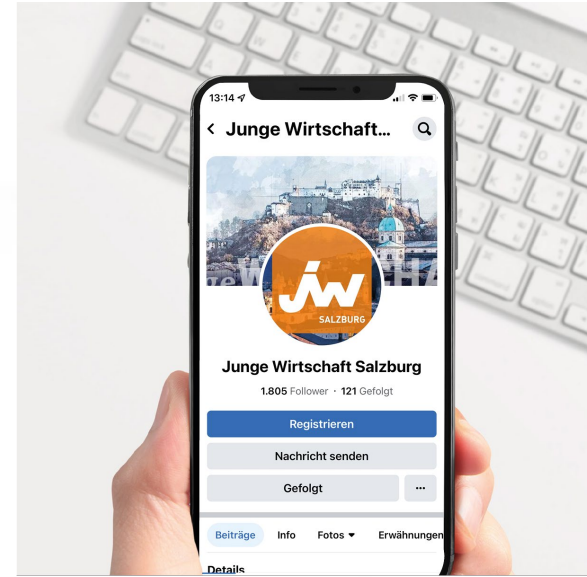 13:14
Junge Wirtschaft...
JW
SALZBURG
Junge Wirtschaft Salzburg
1.805 Follower · 121 Gefolgt
Registrieren
Nachricht senden
Gefolgt
...
Beiträge Info Fotos Erwähnungen
Details